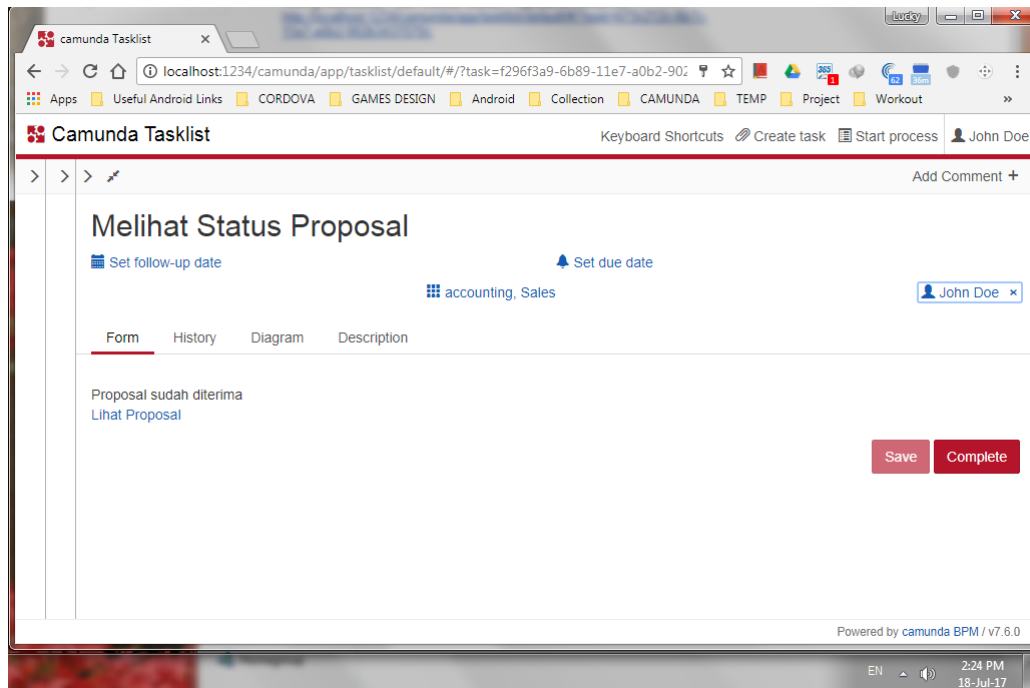 Lucky
camunda Tasklist
localhost:1234/camunda/app/tasklist/default/#/?task=f296f3a9-6b89-11e7-a0b2-902
365
1
62
36m
Apps Useful Android Links CORDOVA GAMES DESIGN Android Collection CAMUNDA TEMP Project Workout »
Camunda Tasklist Keyboard Shortcuts Create task Start process John Doe
Add Comment +
Melihat Status Proposal
Set follow-up date Set due date
accounting, Sales John Doe ×
Form History Diagram Description
Proposal sudah diterima
Lihat Proposal
Save Complete
Powered by camunda BPM / v7.6.0
EN 2:24 PM
18-Jul-17